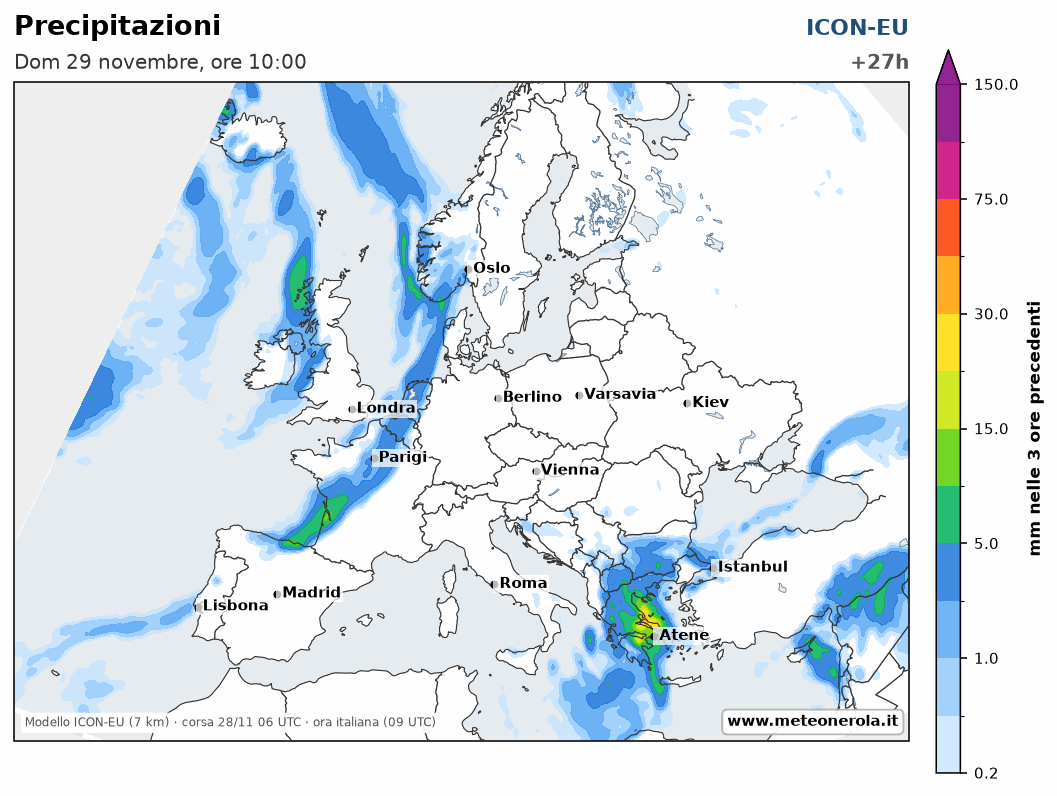 Precipitazioni
ICON-EU
Dom 29 novembre, ore 10:00
+27h
150.0
75.0
30.0
15.0
5.0
1.0
0.2
mm nelle 3 ore precedenti
Oslo
Londra
Berlino
Varsavia
Kiev
Parigi
Vienna
Istanbul
Roma
Madrid
Lisbona
Atene
Modello ICON-EU (7 km) · corsa 28/11 06 UTC · ora italiana (09 UTC)
www.meteonerola.it